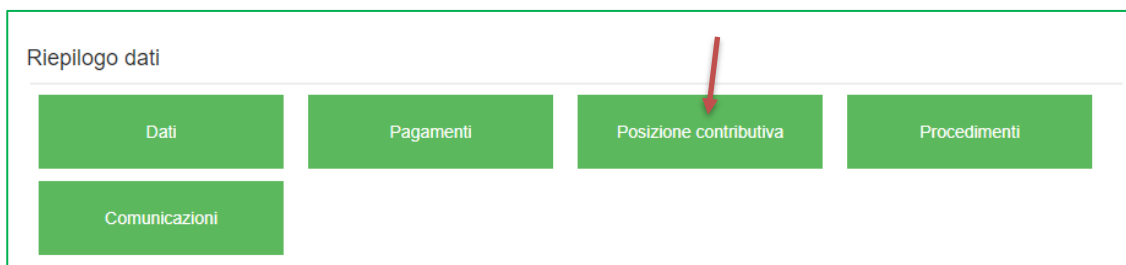 Riepilogo dati
Dati
Pagamenti
Posizione contributiva
Procedimenti
Comunicazioni